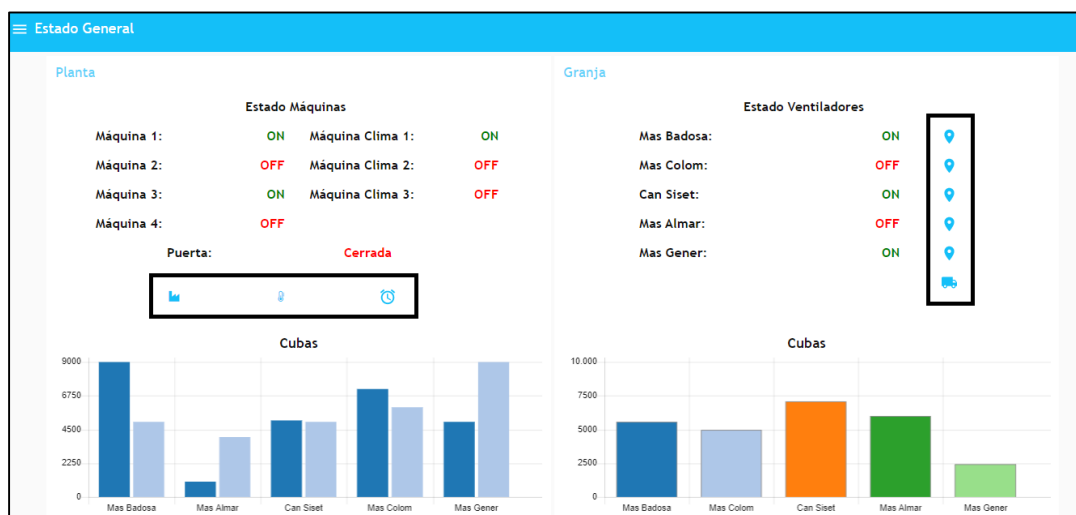 Estado General
Planta
Estado Máquinas
Máquina 1: ON Máquina Clima 1: ON
Máquina 2: OFF Máquina Clima 2: OFF
Máquina 3: ON Máquina Clima 3: OFF
Máquina 4: OFF
Puerta: Cerrada
Cubas
9000
6750
4500
2250
0
Mas Badosa Mas Almar Can Siset Mas Colom Mas Gener
Granja
Estado Ventiladores
Mas Badosa: ON
Mas Colom: OFF
Can Siset: ON
Mas Almar: OFF
Mas Gener: ON
Cubas
10.000
7500
5000
2500
0
Mas Badosa Mas Colom Can Siset Mas Almar Mas Gener